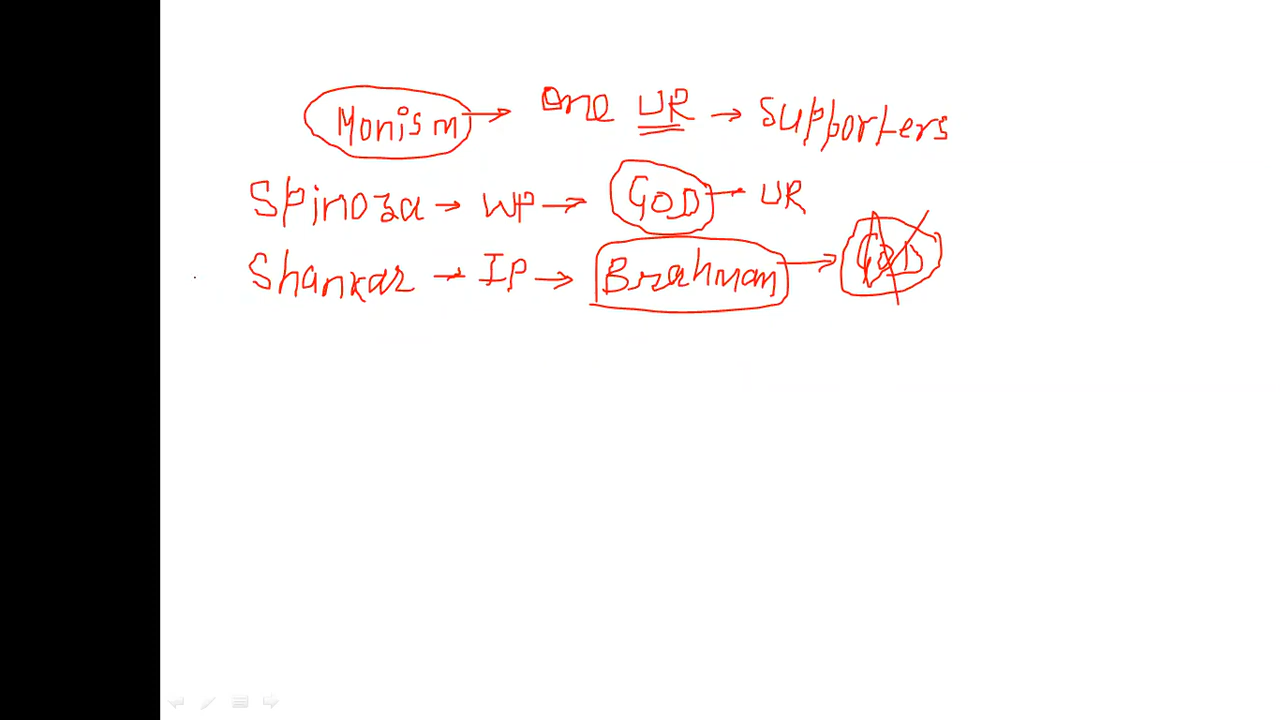 Monism → one UR → Supporters
Spinoza → WP → GOD → UR
Shankar → IP → Brahman → GOD